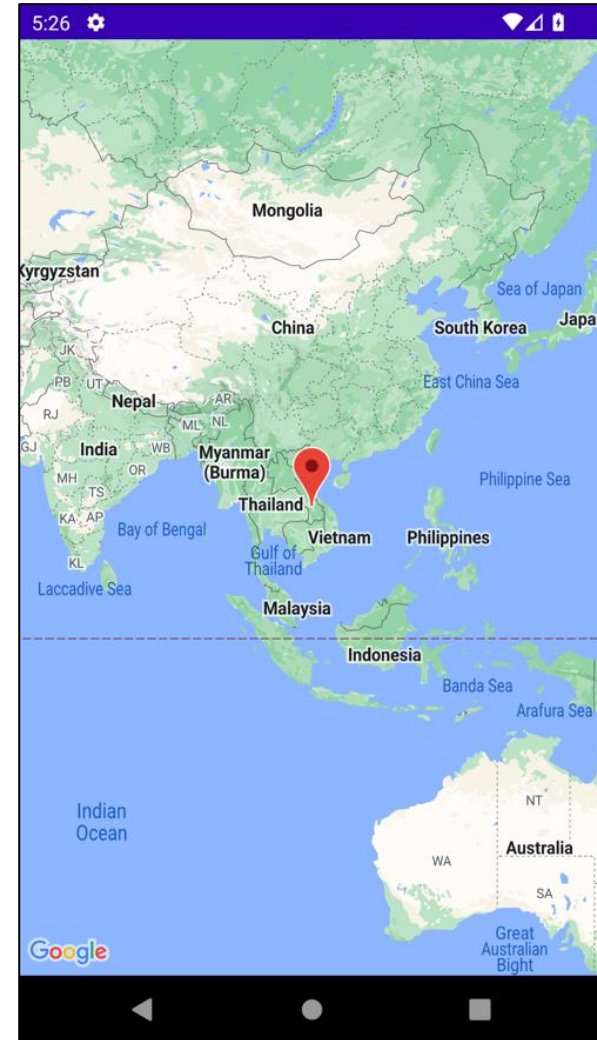 5:26
Mongolia
Kyrgyzstan
Sea of Japan
China
South Korea
Japa
JK
PB
UT
East China Sea
Nepal
AR
RJ
ML
NL
GJ
India
WB
Myanmar
(Burma)
OR
MH
Philippine Sea
TS
Thailand
KA
AP
Bay of Bengal
Vietnam
Philippines
Gulf of
Thailand
KL
Laccadive Sea
Malaysia
Indonesia
Banda Sea
Arafura Sea
Indian
Ocean
NT
Australia
WA
SA
Great
Australian
Bight
Google